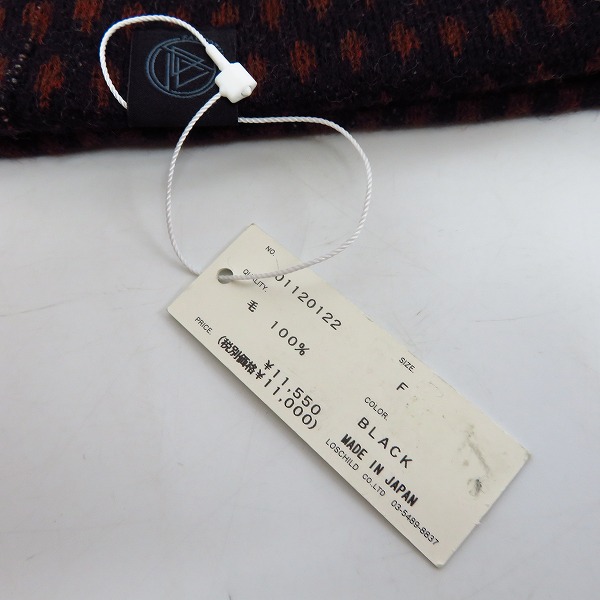 NO.
01120122
QUALITY.
毛 100%
PRICE. ¥11,550
(税別価格¥11,000)
SIZE.
F
COLOR.
BLACK
MADE IN JAPAN
LOSCHILD CO.LTD 03-5489-8837